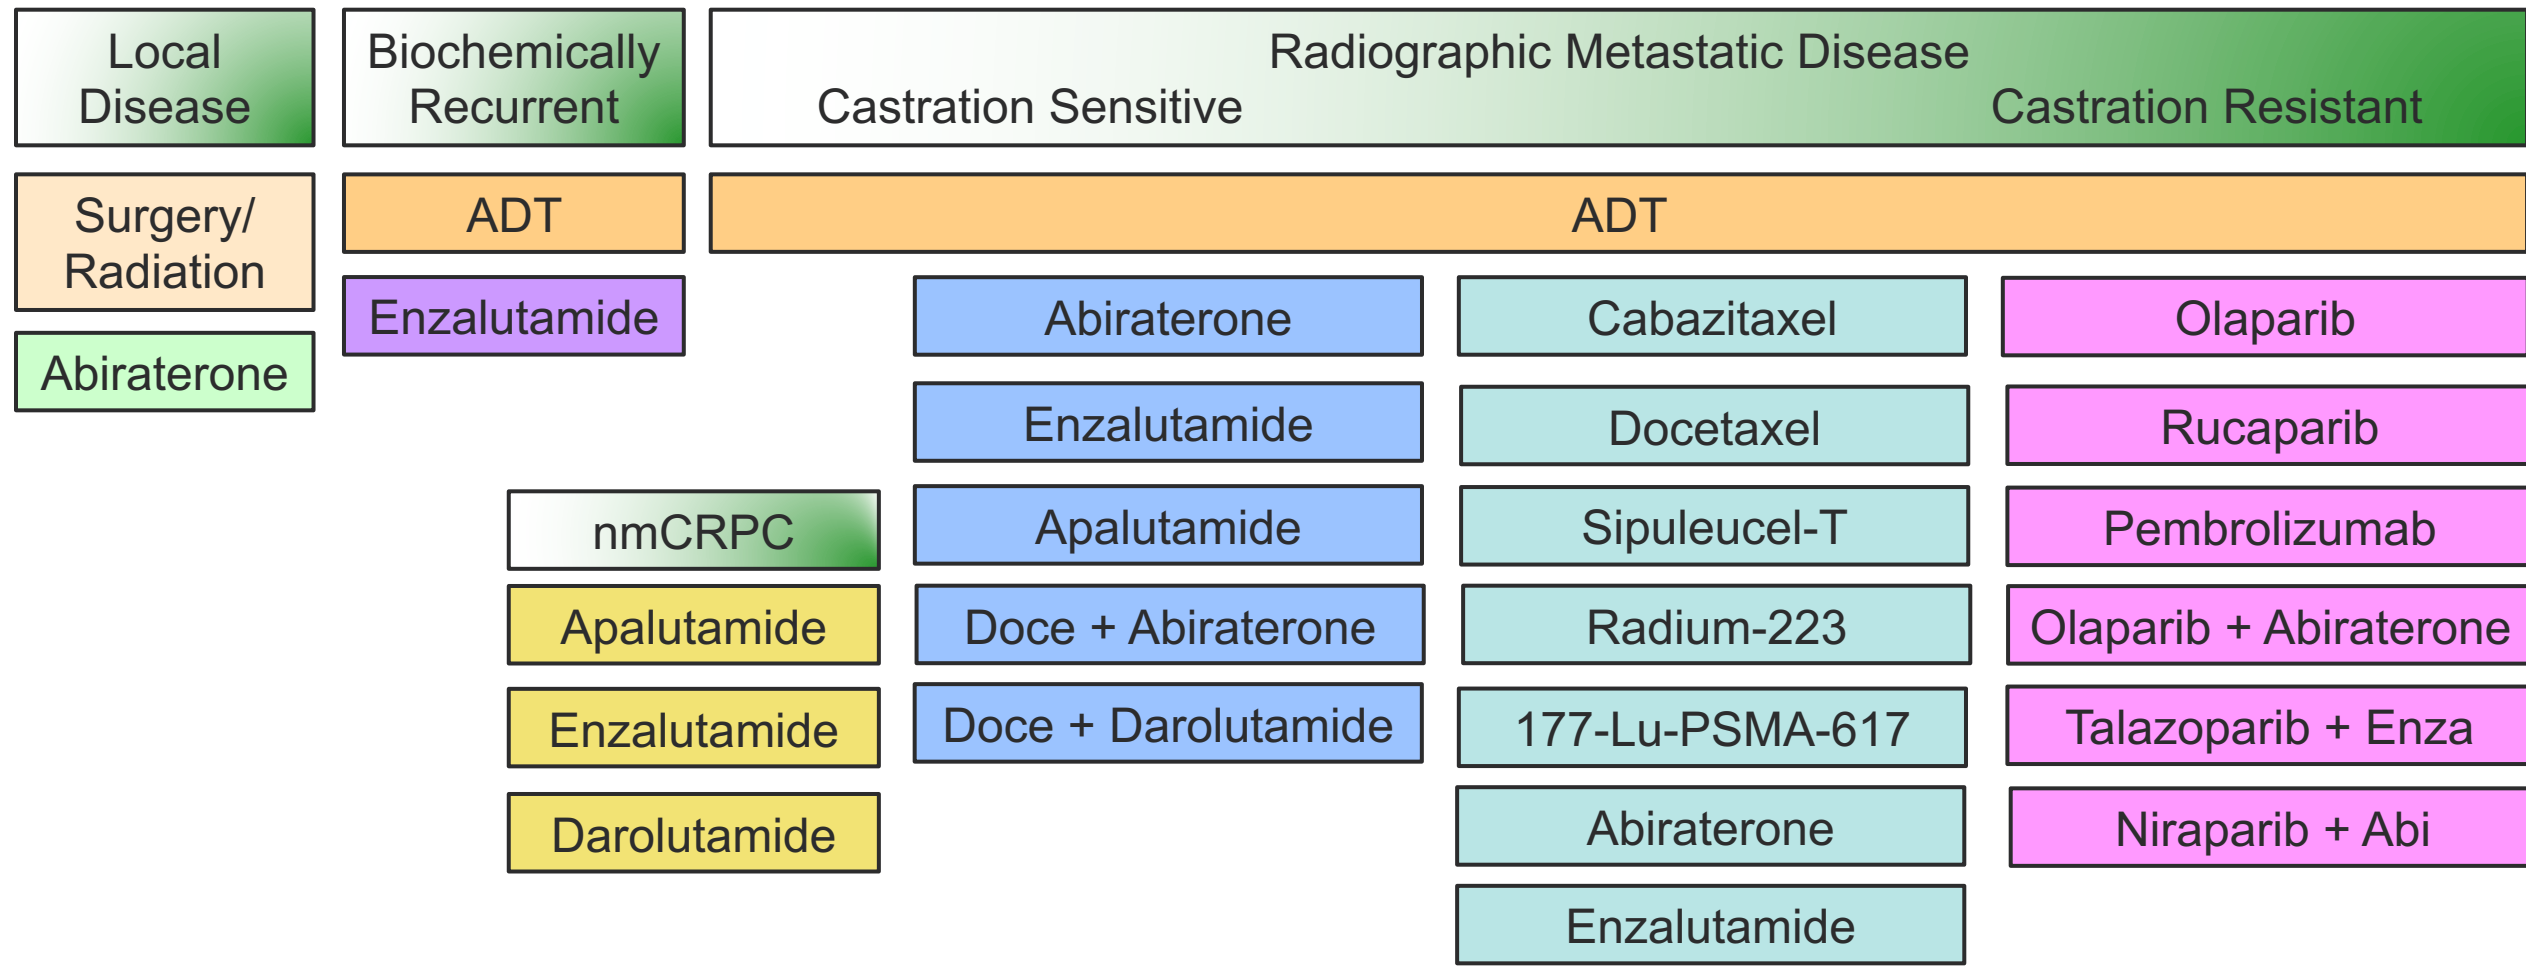 Local
Disease
Biochemically
Recurrent
Radiographic Metastatic Disease
Castration Sensitive
Castration Resistant
Surgery/
Radiation
Abiraterone
ADT
Enzalutamide
ADT
nmCRPC
Apalutamide
Enzalutamide
Darolutamide
Abiraterone
Enzalutamide
Apalutamide
Doce + Abiraterone
Doce + Darolutamide
Cabazitaxel
Docetaxel
Sipuleucel-T
Radium-223
177-Lu-PSMA-617
Abiraterone
Enzalutamide
Olaparib
Rucaparib
Pembrolizumab
Olaparib + Abiraterone
Talazoparib + Enza
Niraparib + Abi